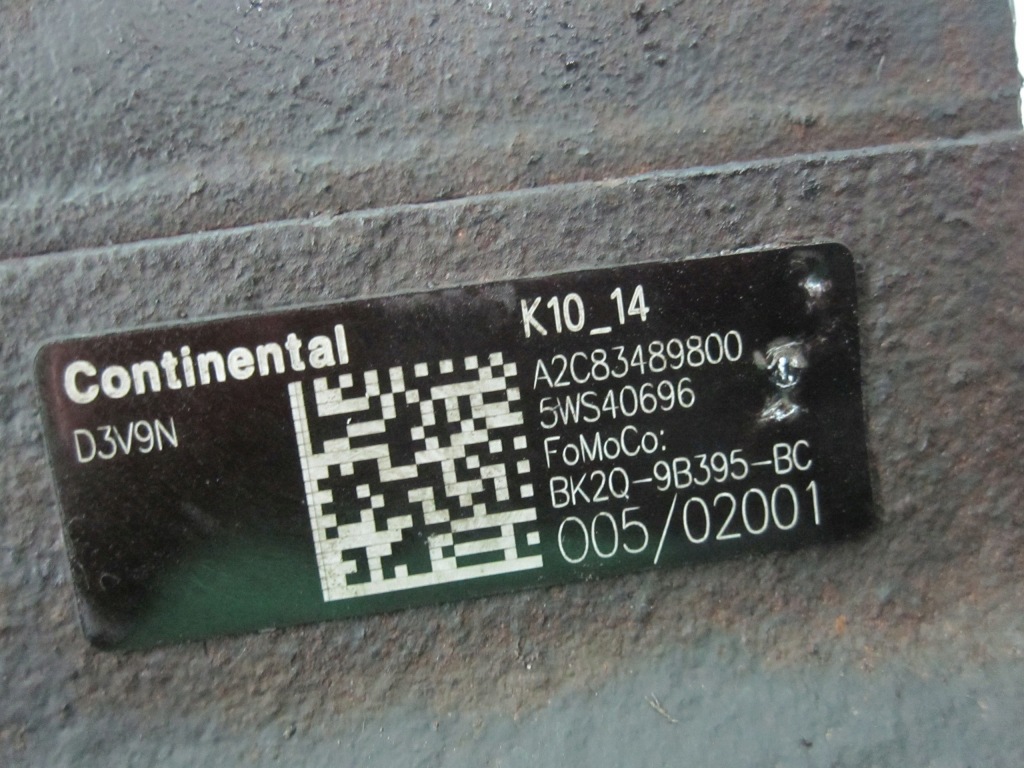 Continental
D3V9N
K10_14
A2C83489800
5WS40696
FoMoCo:
BK2Q-9B395-BC
005/02001